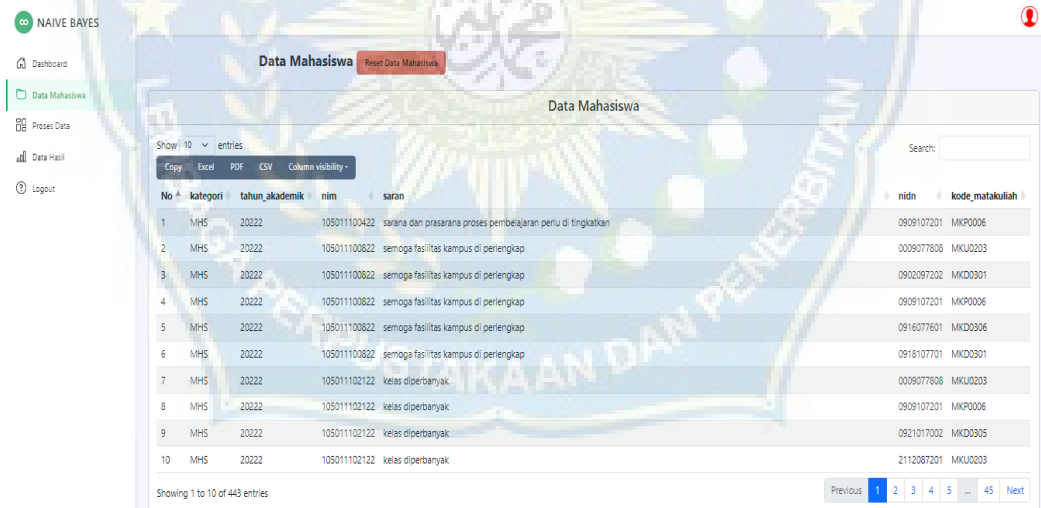 NAIVE BAYES
Dashboard
Data Mahasiswa
Proses Data
Data Hasil
Logout
Data Mahasiswa Reset Data Mahasiswa
Data Mahasiswa
Show 10 entries
Search:
Copy Excel PDF CSV Column visibility
No kategori tahun_akademik nim saran nidn kode_matakuliah
1 MHS 20222 105011100422 sarana dan prasarana proses pembelajaran perlu di tingkatkan 0909107201 MKP0006
2 MHS 20222 105011100822 semoga fasilitas kampus di perlengkap 0009077808 MKU0203
3 MHS 20222 105011100822 semoga fasilitas kampus di perlengkap 0902097202 MKD0301
4 MHS 20222 105011100822 semoga fasilitas kampus di perlengkap 0909107201 MKP0006
5 MHS 20222 105011100822 semoga fasilitas kampus di perlengkap 0916077601 MKD0306
6 MHS 20222 105011100822 semoga fasilitas kampus di perlengkap 0918107701 MKD0301
7 MHS 20222 105011102122 kelas diperbanyak 0009077808 MKU0203
8 MHS 20222 105011102122 kelas diperbanyak 0909107201 MKP0006
9 MHS 20222 105011102122 kelas diperbanyak 0921017002 MKD0305
10 MHS 20222 105011102122 kelas diperbanyak 2112087201 MKU0203
Showing 1 to 10 of 443 entries
Previous 1 2 3 4 5 ... 45 Next
PERPUSTAKAAN DAN PENERBITAN